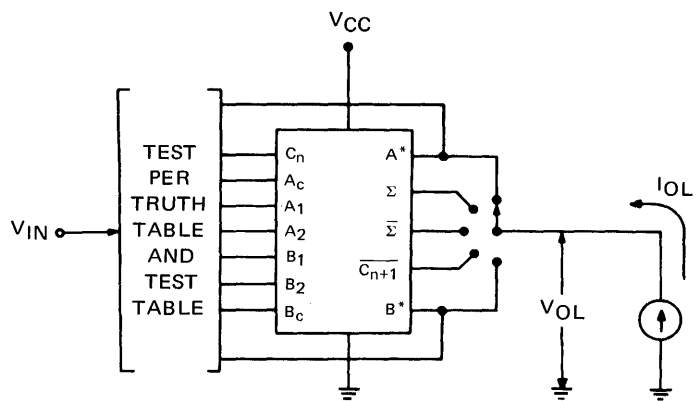 VCC
TEST
PER
TRUTH
TABLE
AND
TEST
TABLE
VIN
Cn
Ac
A1
A2
B1
B2
Bc
A*
Σ
Σ̅
C̅n+1
B*
IOL
VOL